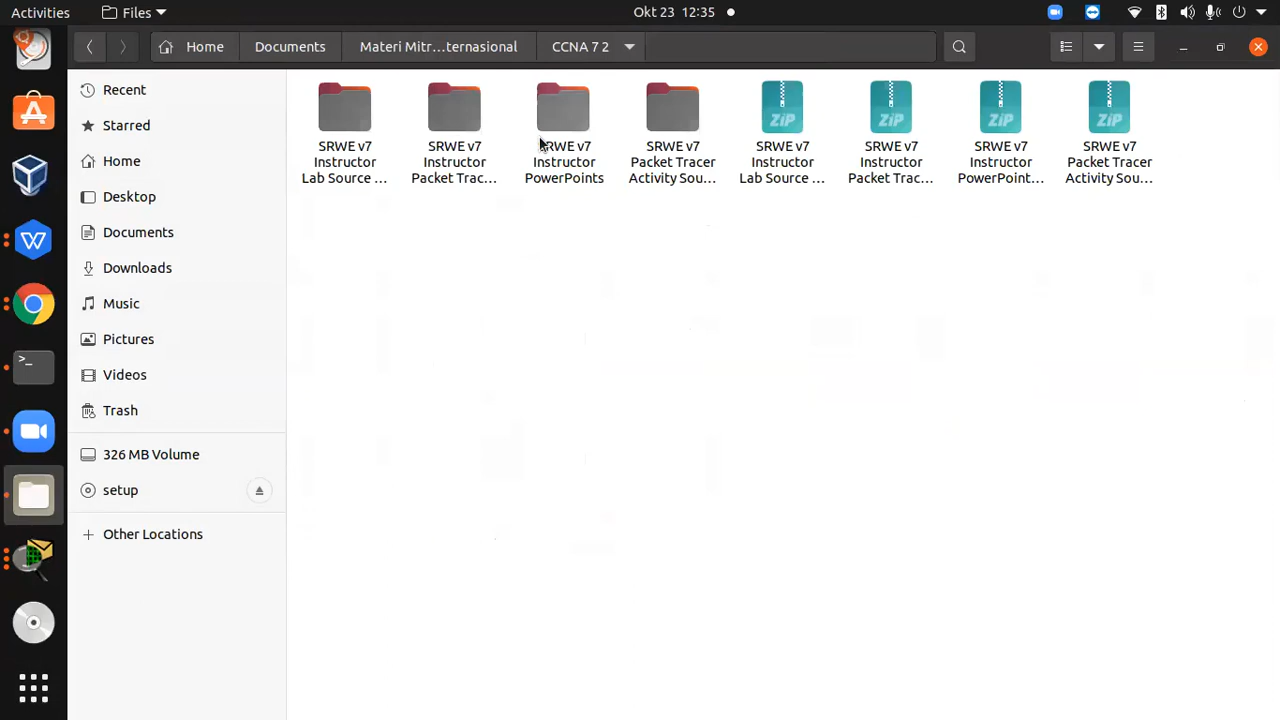 Activities Files Okt 23 12:35
Home Documents Materi Mitr...ternasional CCNA 7 2
Recent
Starred
Home
Desktop
Documents
Downloads
Music
Pictures
Videos
Trash
326 MB Volume
setup
Other Locations
SRWE v7
Instructor
Lab Source ...
SRWE v7
Instructor
Packet Trac...
SRWE v7
Instructor
PowerPoints
SRWE v7
Packet Tracer
Activity Sou...
ZIP
SRWE v7
Instructor
Lab Source ...
ZIP
SRWE v7
Instructor
Packet Trac...
ZIP
SRWE v7
Instructor
PowerPoint...
ZIP
SRWE v7
Packet Tracer
Activity Sou...